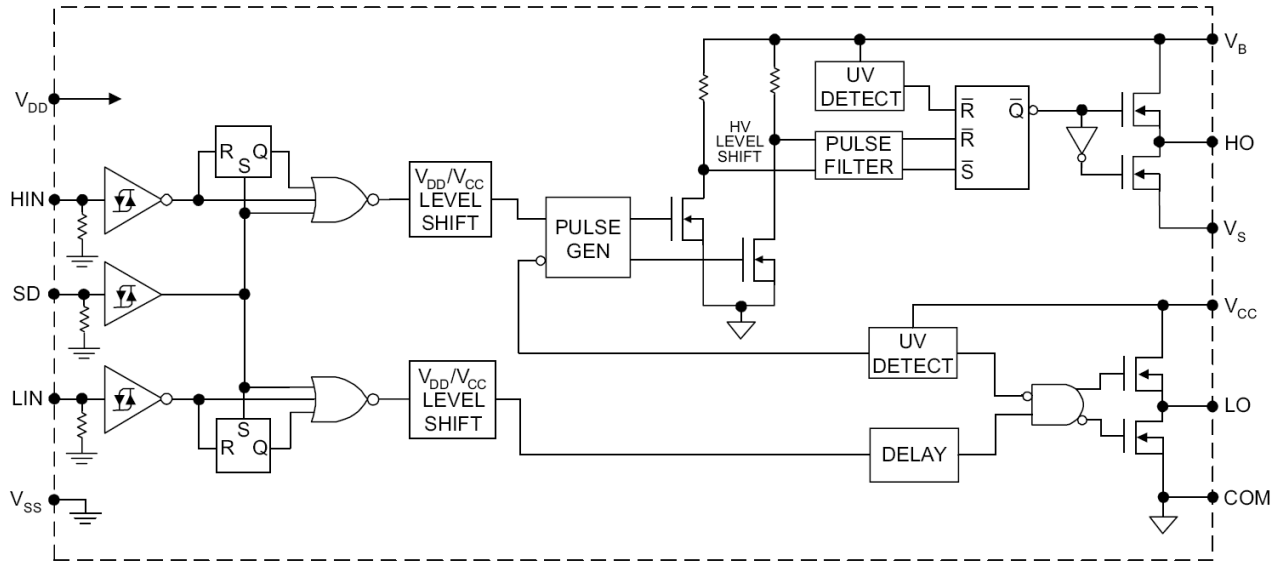 V_B
UV
DETECT
V_DD
R̅ Q̅
HV
LEVEL
SHIFT
R Q
S
PULSE
FILTER
R̅
S̅
HO
HIN
V_DD/V_CC
LEVEL
SHIFT
PULSE
GEN
V_S
SD
V_CC
UV
DETECT
V_DD/V_CC
LEVEL
SHIFT
LIN
LO
S
R Q
DELAY
V_SS
COM